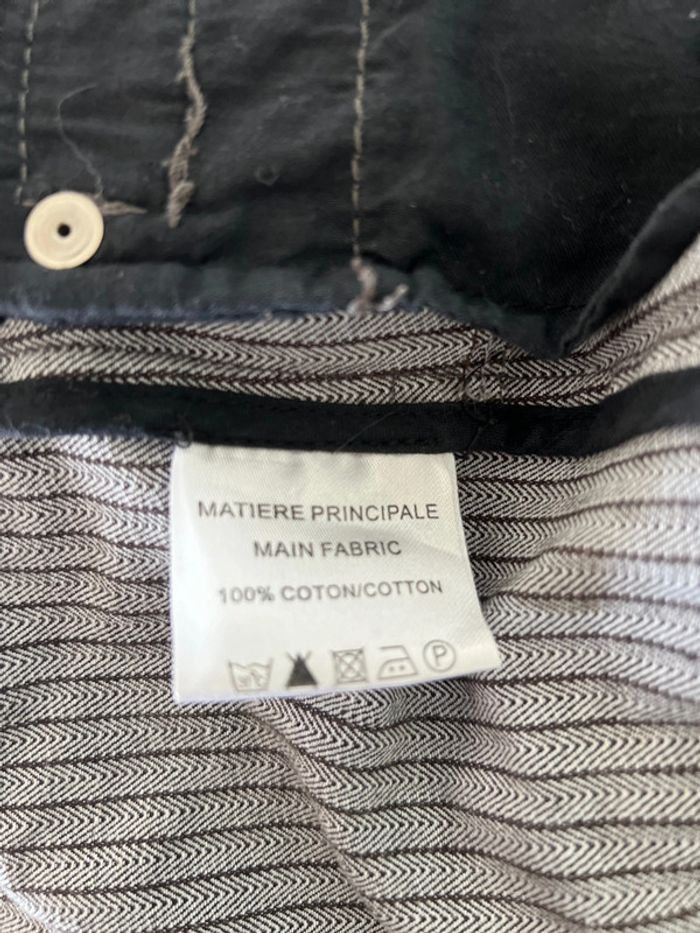 MATIERE PRINCIPALE
MAIN FABRIC
100% COTON/COTTON
P